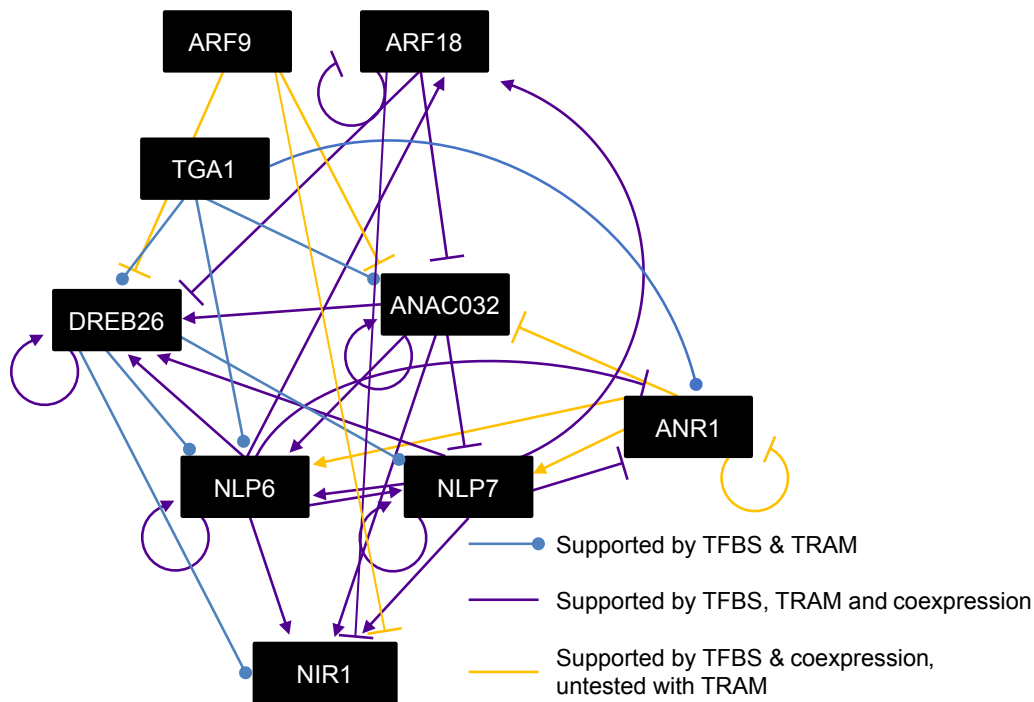 ARF9
ARF18
TGA1
DREB26
ANAC032
ANR1
NLP6
NLP7
NIR1
Supported by TFBS & TRAM
Supported by TFBS, TRAM and coexpression
Supported by TFBS & coexpression,
untested with TRAM